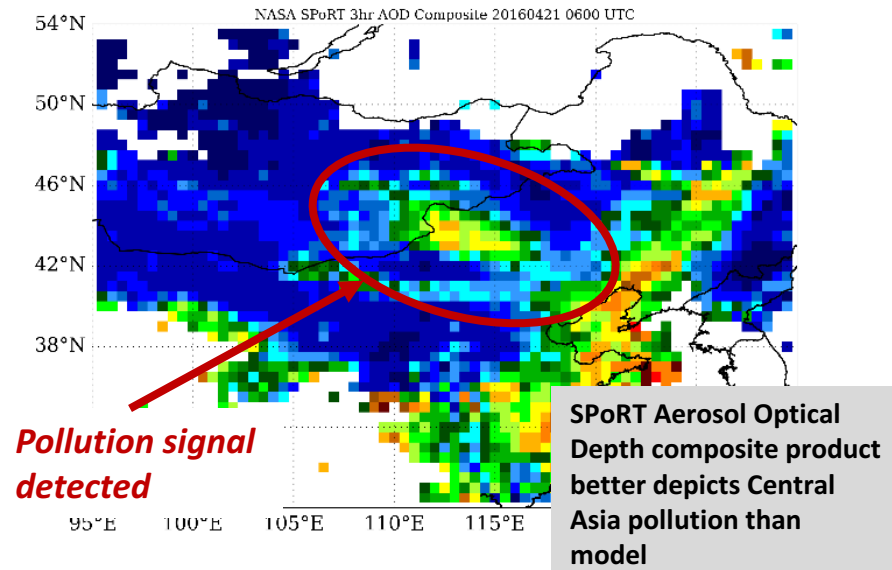 NASA SPoRT 3hr AOD Composite 20160421 0600 UTC
54°N
50°N
46°N
42°N
38°N
Pollution signal
detected
SPoRT Aerosol Optical
Depth composite product
better depicts Central
Asia pollution than
model
95°E 100°E 105°E 110°E 115°E